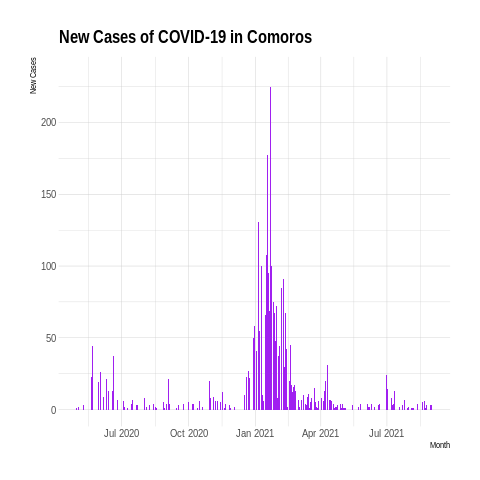 New Cases of COVID-19 in Comoros
New Cases
200
150
100
50
0
Jul 2020 Oct 2020 Jan 2021 Apr 2021 Jul 2021
Month